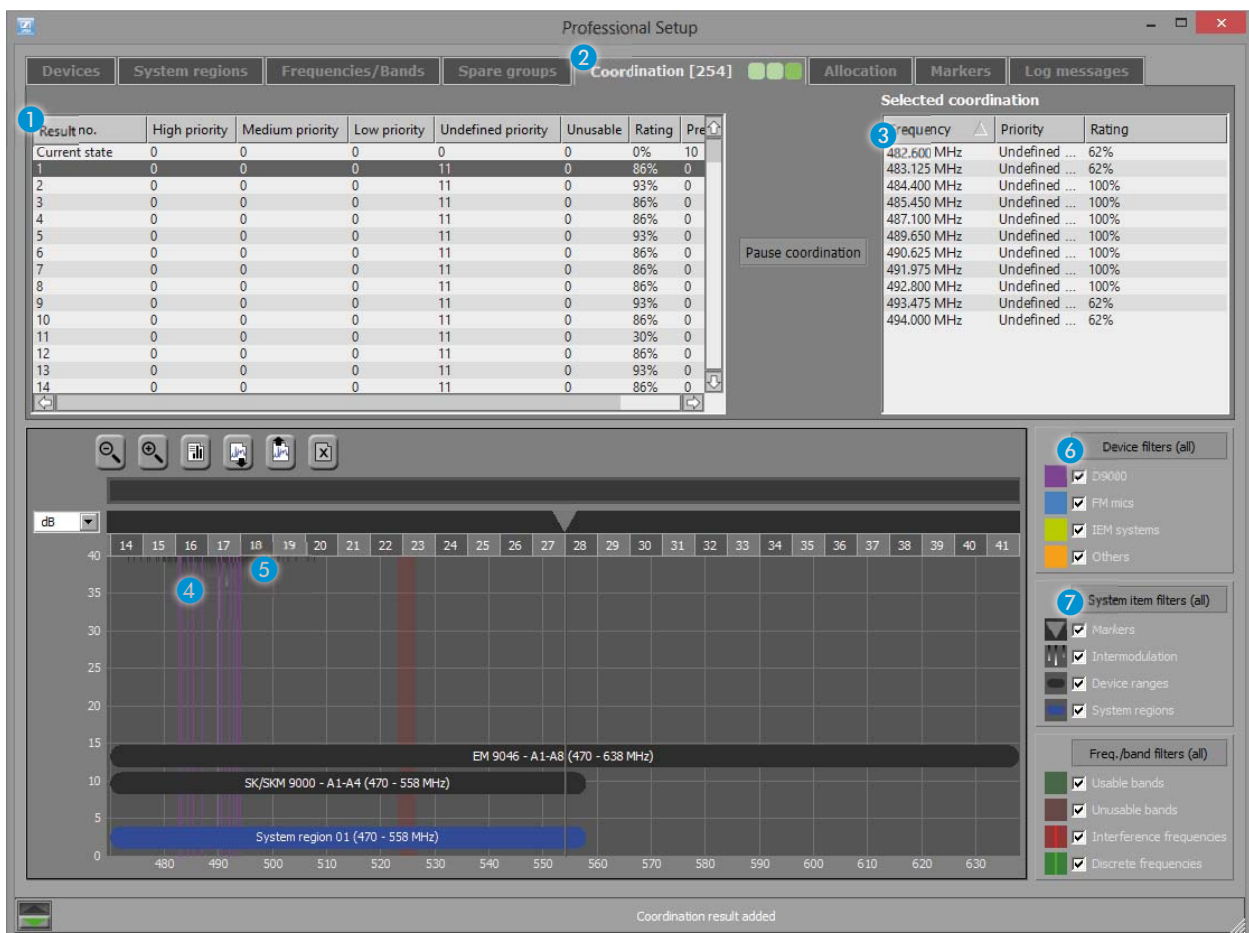 Professional Setup
2
Devices System regions Frequencies/Bands Spare groups Coordination [254] Allocation Markers Log messages
Selected coordination
1
Result no. High priority Medium priority Low priority Undefined priority Unusable Rating Pre
Current state 0 0 0 0 0 0% 10
1 0 0 0 11 0 86% 0
2 0 0 0 11 0 93% 0
3 0 0 0 11 0 86% 0
4 0 0 0 11 0 86% 0
5 0 0 0 11 0 93% 0
6 0 0 0 11 0 86% 0
7 0 0 0 11 0 86% 0
8 0 0 0 11 0 86% 0
9 0 0 0 11 0 93% 0
10 0 0 0 11 0 86% 0
11 0 0 0 11 0 30% 0
12 0 0 0 11 0 86% 0
13 0 0 0 11 0 93% 0
14 0 0 0 11 0 86% 0
Pause coordination
3
Frequency Priority Rating
482.600 MHz Undefined ... 62%
483.125 MHz Undefined ... 62%
484.400 MHz Undefined ... 100%
485.450 MHz Undefined ... 100%
487.100 MHz Undefined ... 100%
489.650 MHz Undefined ... 100%
490.625 MHz Undefined ... 100%
491.975 MHz Undefined ... 100%
492.800 MHz Undefined ... 100%
493.475 MHz Undefined ... 62%
494.000 MHz Undefined ... 62%
dB
14 15 16 17 18 19 20 21 22 23 24 25 26 27 28 29 30 31 32 33 34 35 36 37 38 39 40 41
40
35
30
25
20
15
10
5
0
4
5
EM 9046 - A1-A8 (470 - 638 MHz)
SK/SKM 9000 - A1-A4 (470 - 558 MHz)
System region 01 (470 - 558 MHz)
480 490 500 510 520 530 540 550 560 570 580 590 600 610 620 630
6
Device filters (all)
D9000
FM mics
IEM systems
Others
7
System item filters (all)
Markers
Intermodulation
Device ranges
System regions
Freq./band filters (all)
Usable bands
Unusable bands
Interference frequencies
Discrete frequencies
Coordination result added